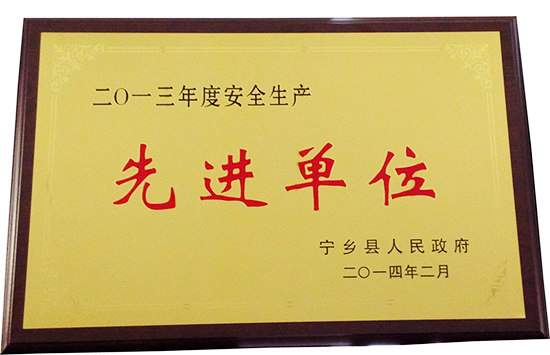 二〇一三年度安全生产
先进单位
宁乡县人民政府
二〇一四年二月